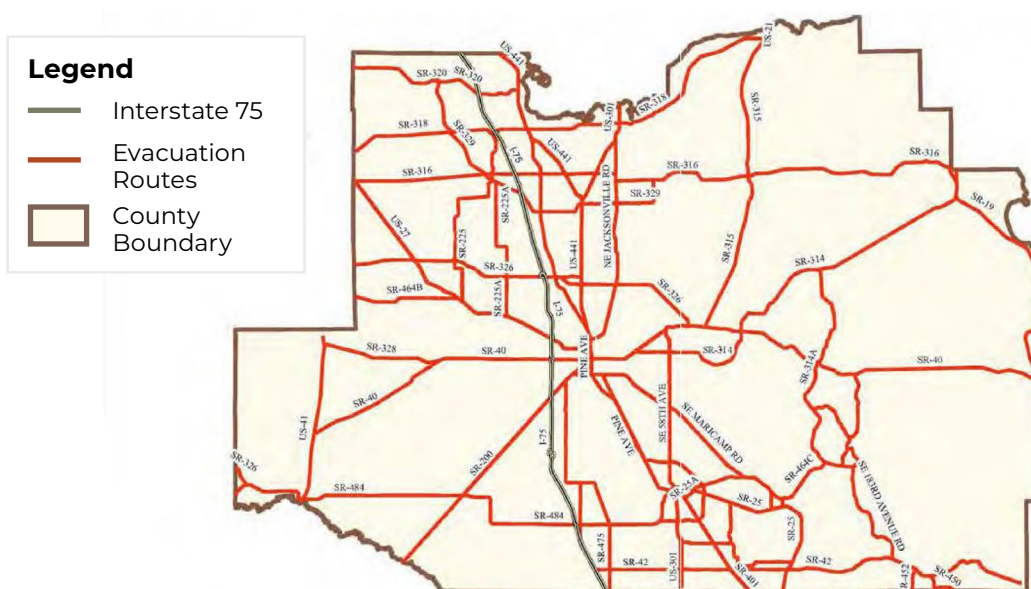 Legend
Interstate 75
Evacuation
Routes
County
Boundary
US-441
US-21
SR-320
SR-320
SR-318
SR-315
US-301
SR-318
SR-329
I-75
US-441
SR-316
SR-316
SR-316
SR-329
SR-225A
NE JACKSONVILLE RD
SR-19
US-27
SR-225
US-441
SR-315
SR-314
SR-326
SR-464B
SR-225A
SR-326
I-75
PINE AVE
SR-328
SR-40
SR-314
SR-314A
SR-40
SR-40
US-41
SE 58TH AVE
SE MARICAMP RD
I-75
PINE AVE
SR-200
SR-326
SR-464C
SR-484
SR-25A
SR-25
SE 183RD AVENUE RD
SR-484
SR-475
SR-25
SR-42
US-301
SR-42
SR-401
SR-452
SR-450